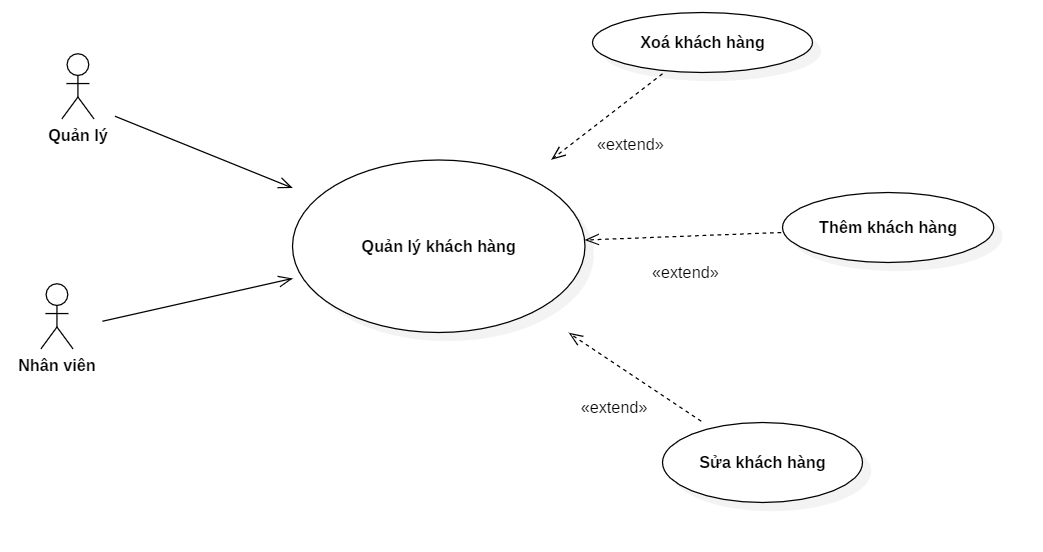 Xoá khách hàng
Quản lý
«extend»
Thêm khách hàng
Quản lý khách hàng
«extend»
Nhân viên
«extend»
Sửa khách hàng